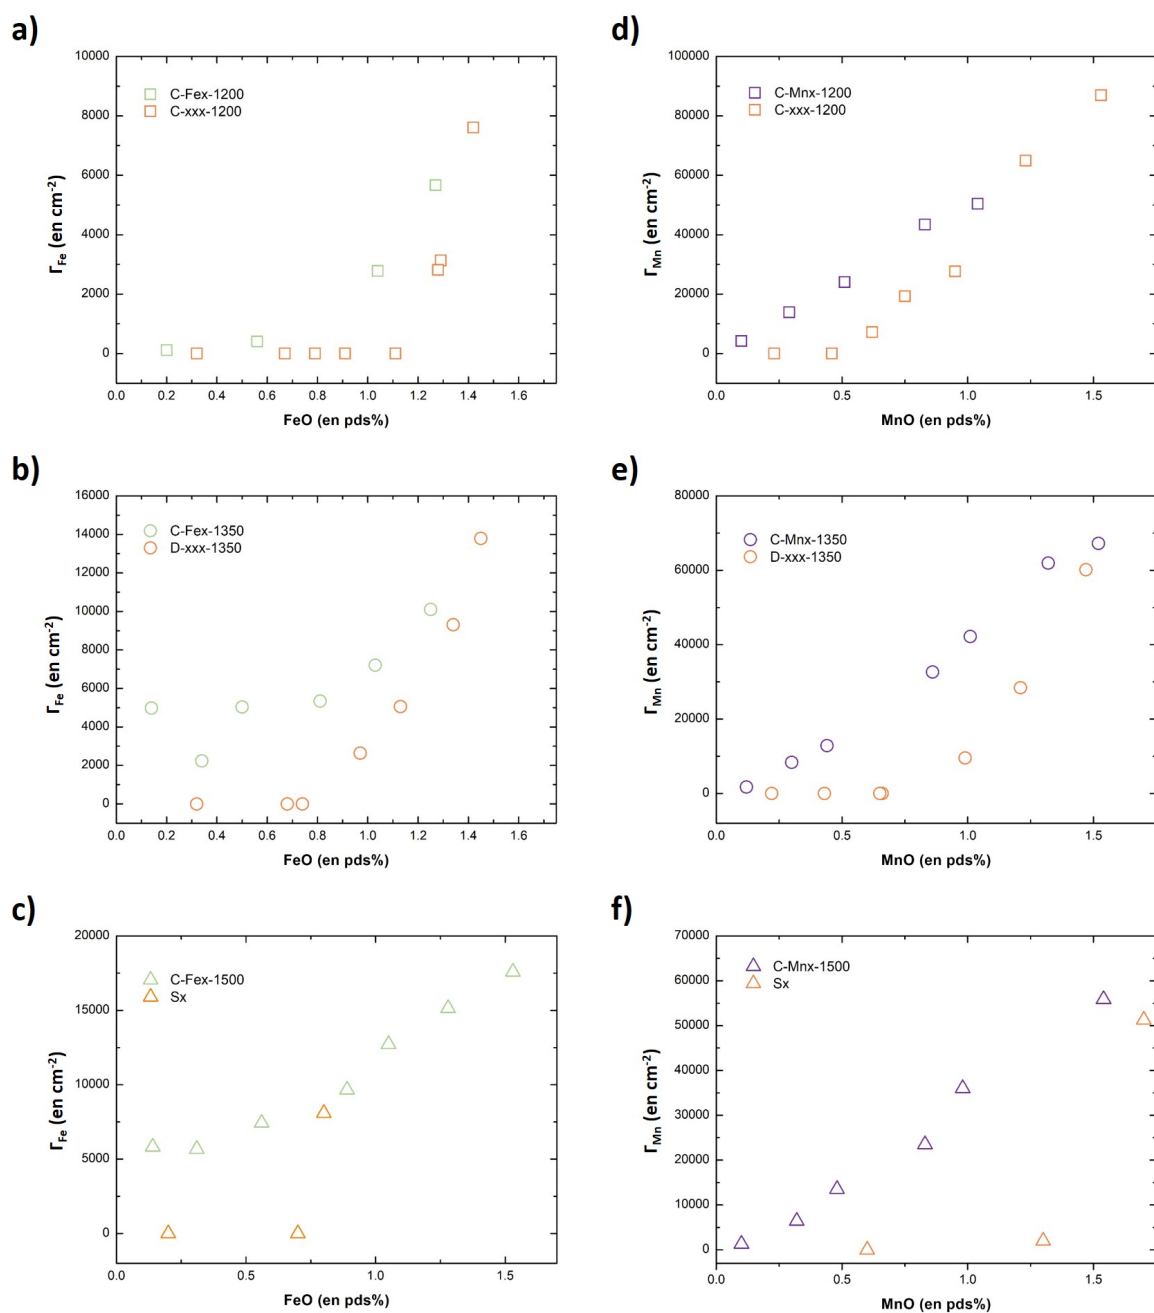 a)
10000
8000
6000
4000
2000
0
Γ_Fe (en cm⁻²)
C-Fex-1200
C-xxx-1200
0.0 0.2 0.4 0.6 0.8 1.0 1.2 1.4 1.6
FeO (en pds%)
d)
100000
80000
60000
40000
20000
0
Γ_Mn (en cm⁻²)
C-Mnx-1200
C-xxx-1200
0.0 0.5 1.0 1.5
MnO (en pds%)
b)
16000
14000
12000
10000
8000
6000
4000
2000
0
Γ_Fe (en cm⁻²)
C-Fex-1350
D-xxx-1350
0.0 0.2 0.4 0.6 0.8 1.0 1.2 1.4 1.6
FeO (en pds%)
e)
80000
60000
40000
20000
0
Γ_Mn (en cm⁻²)
C-Mnx-1350
D-xxx-1350
0.0 0.5 1.0 1.5
MnO (en pds%)
c)
20000
15000
10000
5000
0
Γ_Fe (en cm⁻²)
C-Fex-1500
Sx
0.0 0.5 1.0 1.5
FeO (en pds%)
f)
70000
60000
50000
40000
30000
20000
10000
0
Γ_Mn (en cm⁻²)
C-Mnx-1500
Sx
0.0 0.5 1.0 1.5
MnO (en pds%)